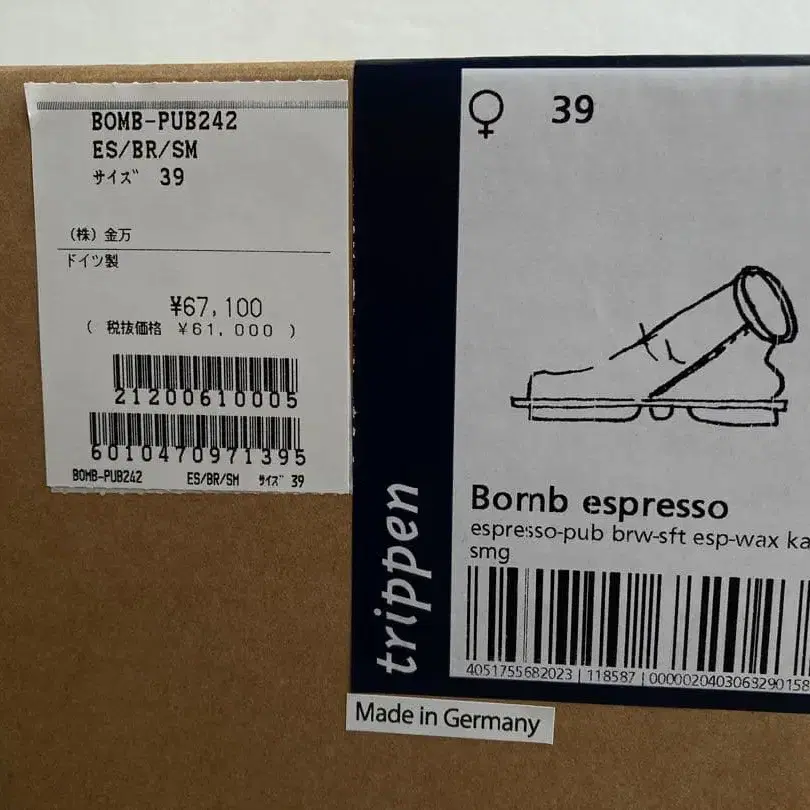 BOMB-PUB242
ES/BR/SM
サイズ 39
(株)金万
ドイツ製
¥67,100
( 税抜価格 ¥61,000 )
21200610005
6010470971395
BOMB-PUB242 ES/BR/SM サイズ 39
♀ 39
trippen
Bomb espresso
espresso-pub brw-sft esp-wax ka
smg
4051755682023 | 118587 | 0000020403063290158
Made in Germany